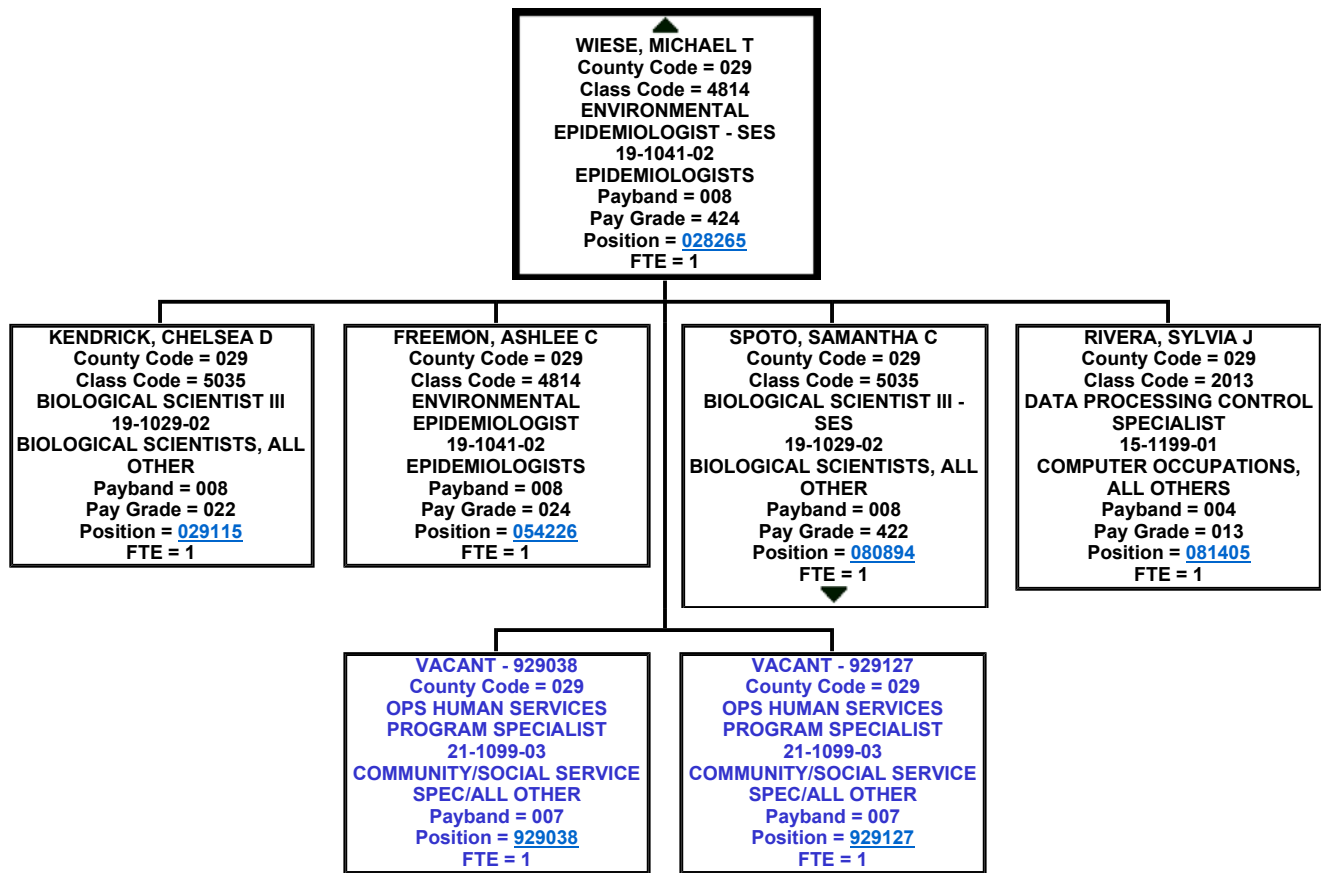 WIESE, MICHAEL T
County Code = 029
Class Code = 4814
ENVIRONMENTAL
EPIDEMIOLOGIST - SES
19-1041-02
EPIDEMIOLOGISTS
Payband = 008
Pay Grade = 424
Position = 028265
FTE = 1
KENDRICK, CHELSEA D
County Code = 029
Class Code = 5035
BIOLOGICAL SCIENTIST III
19-1029-02
BIOLOGICAL SCIENTISTS, ALL
OTHER
Payband = 008
Pay Grade = 022
Position = 029115
FTE = 1
FREEMON, ASHLEE C
County Code = 029
Class Code = 4814
ENVIRONMENTAL
EPIDEMIOLOGIST
19-1041-02
EPIDEMIOLOGISTS
Payband = 008
Pay Grade = 024
Position = 054226
FTE = 1
SPOTO, SAMANTHA C
County Code = 029
Class Code = 5035
BIOLOGICAL SCIENTIST III -
SES
19-1029-02
BIOLOGICAL SCIENTISTS, ALL
OTHER
Payband = 008
Pay Grade = 422
Position = 080894
FTE = 1
RIVERA, SYLVIA J
County Code = 029
Class Code = 2013
DATA PROCESSING CONTROL
SPECIALIST
15-1199-01
COMPUTER OCCUPATIONS,
ALL OTHERS
Payband = 004
Pay Grade = 013
Position = 081405
FTE = 1
VACANT - 929038
County Code = 029
OPS HUMAN SERVICES
PROGRAM SPECIALIST
21-1099-03
COMMUNITY/SOCIAL SERVICE
SPEC/ALL OTHER
Payband = 007
Position = 929038
FTE = 1
VACANT - 929127
County Code = 029
OPS HUMAN SERVICES
PROGRAM SPECIALIST
21-1099-03
COMMUNITY/SOCIAL SERVICE
SPEC/ALL OTHER
Payband = 007
Position = 929127
FTE = 1